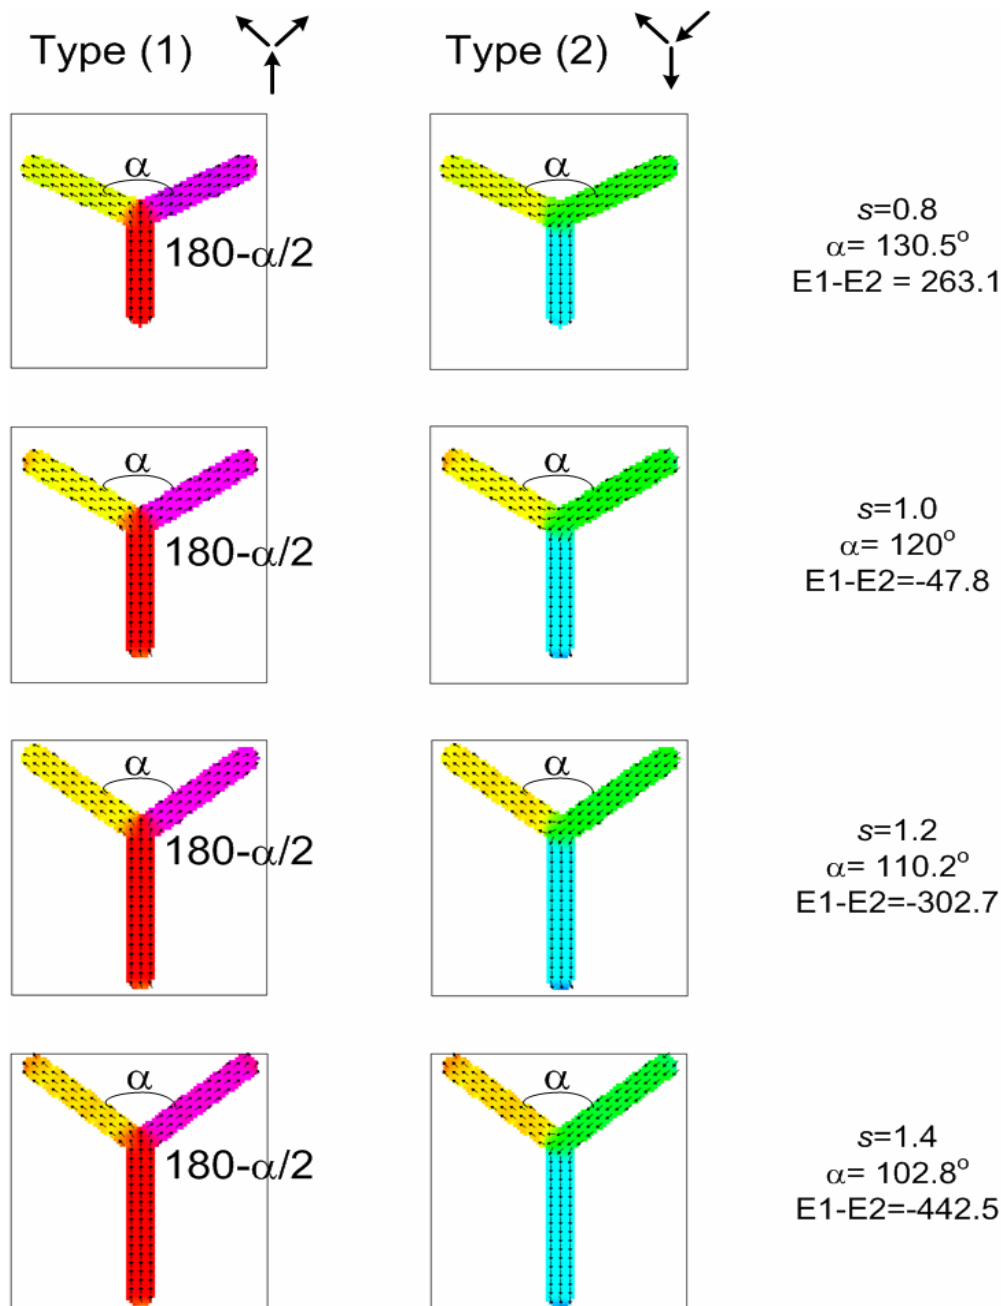 Type (1)
Type (2)
α
180-α/2
α
s=0.8
α= 130.5°
E1-E2 = 263.1
α
180-α/2
α
s=1.0
α= 120°
E1-E2=-47.8
α
180-α/2
α
s=1.2
α= 110.2°
E1-E2=-302.7
α
180-α/2
α
s=1.4
α= 102.8°
E1-E2=-442.5